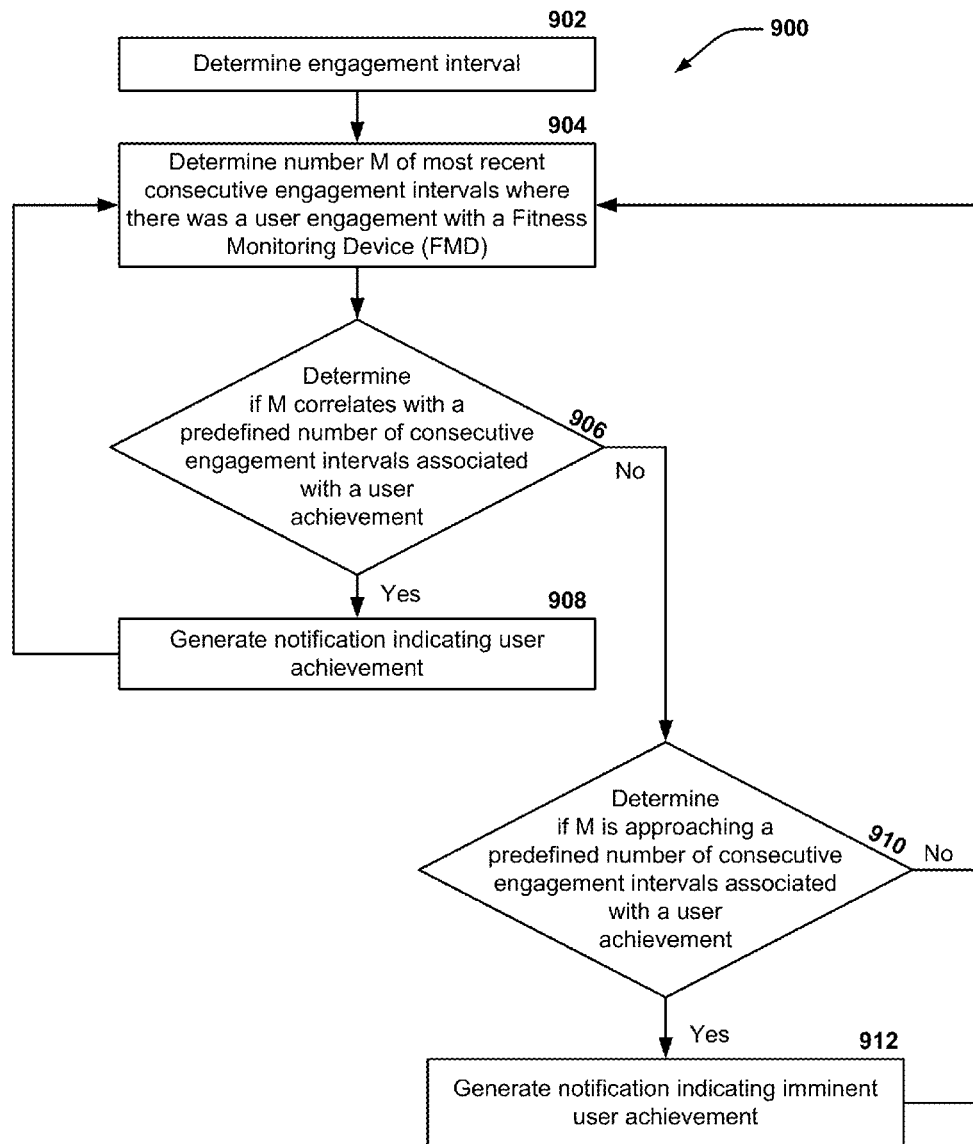 902
900
Determine engagement interval
904
Determine number M of most recent
consecutive engagement intervals where
there was a user engagement with a Fitness
Monitoring Device (FMD)
Determine
if M correlates with a
predefined number of consecutive
engagement intervals associated
with a user
achievement
906
No
Yes
908
Generate notification indicating user
achievement
Determine
if M is approaching a
predefined number of consecutive
engagement intervals associated
with a user
achievement
910
No
Yes
912
Generate notification indicating imminent
user achievement